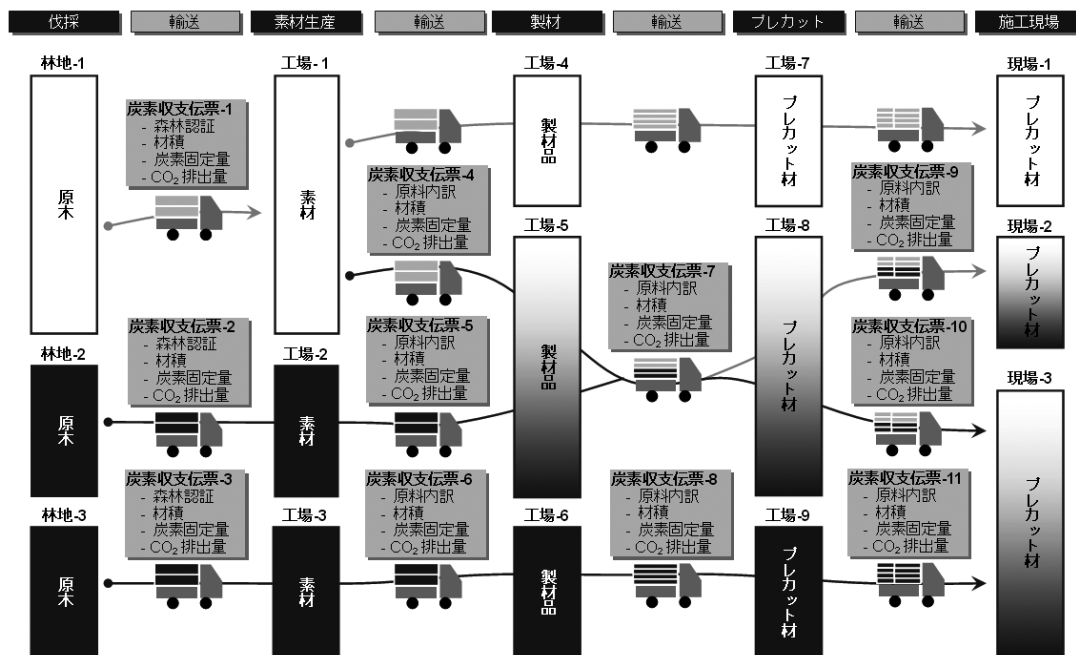 伐採
輸送
素材生産
輸送
製材
輸送
プレカット
輸送
施工現場
林地-1
工場-1
工場-4
工場-7
現場-1
炭素収支伝票-1
- 森林認証
- 材積
- 炭素固定量
- CO₂排出量
原木
素材
製材品
プレカット材
プレカット材
炭素収支伝票-4
- 原料内訳
- 材積
- 炭素固定量
- CO₂排出量
炭素収支伝票-9
- 原料内訳
- 材積
- 炭素固定量
- CO₂排出量
工場-5
工場-8
現場-2
製材品
プレカット材
プレカット材
炭素収支伝票-7
- 原料内訳
- 材積
- 炭素固定量
- CO₂排出量
炭素収支伝票-2
- 森林認証
- 材積
- 炭素固定量
- CO₂排出量
炭素収支伝票-5
- 原料内訳
- 材積
- 炭素固定量
- CO₂排出量
炭素収支伝票-10
- 原料内訳
- 材積
- 炭素固定量
- CO₂排出量
林地-2
工場-2
現場-3
原木
素材
プレカット材
炭素収支伝票-3
- 森林認証
- 材積
- 炭素固定量
- CO₂排出量
炭素収支伝票-6
- 原料内訳
- 材積
- 炭素固定量
- CO₂排出量
炭素収支伝票-8
- 原料内訳
- 材積
- 炭素固定量
- CO₂排出量
炭素収支伝票-11
- 原料内訳
- 材積
- 炭素固定量
- CO₂排出量
林地-3
工場-3
工場-6
工場-9
原木
素材
製材品
プレカット材